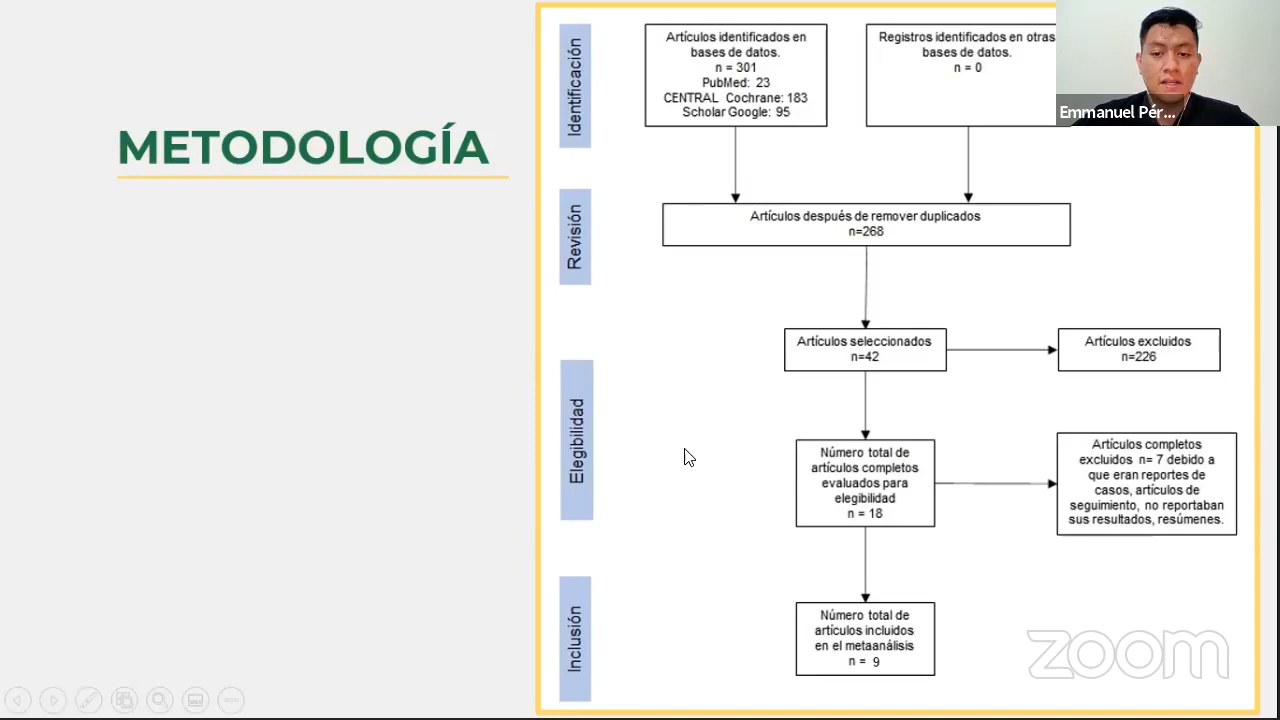 METODOLOGÍA
Identificación
Artículos identificados en
bases de datos.
n = 301
PubMed: 23
CENTRAL Cochrane: 183
Scholar Google: 95
Registros identificados en otras
bases de datos.
n = 0
Emmanuel Pér...
Revisión
Artículos después de remover duplicados
n=268
Artículos seleccionados
n=42
Artículos excluidos
n=226
Elegibilidad
Número total de
artículos completos
evaluados para
elegibilidad
n = 18
Artículos completos
excluidos n= 7 debido a
que eran reportes de
casos, artículos de
seguimiento, no reportaban
sus resultados, resúmenes.
Inclusión
Número total de
artículos incluidos
en el metaanálisis
n = 9
zoom